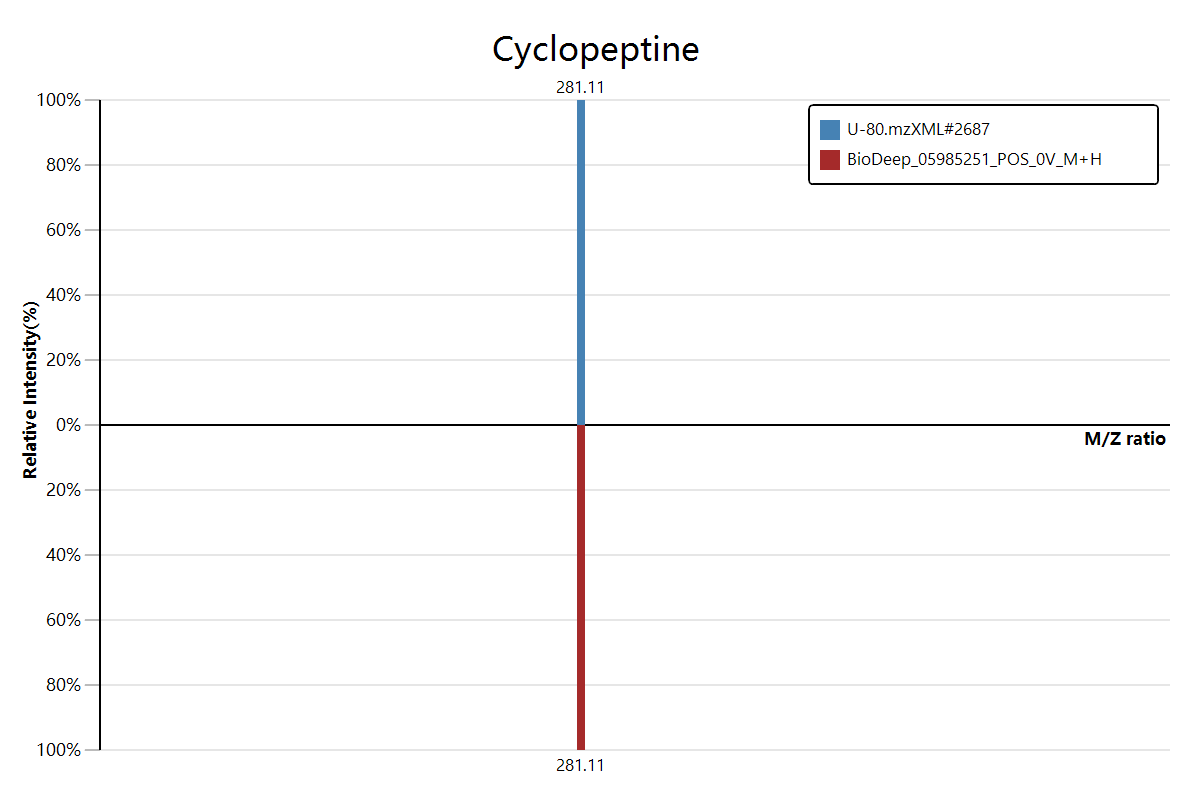 Cyclopeptine
281.11
U-80.mzXML#2687
BioDeep_05985251_POS_0V_M+H
100%
80%
60%
40%
20%
0%
20%
40%
60%
80%
100%
Relative Intensity(%)
M/Z ratio
281.11